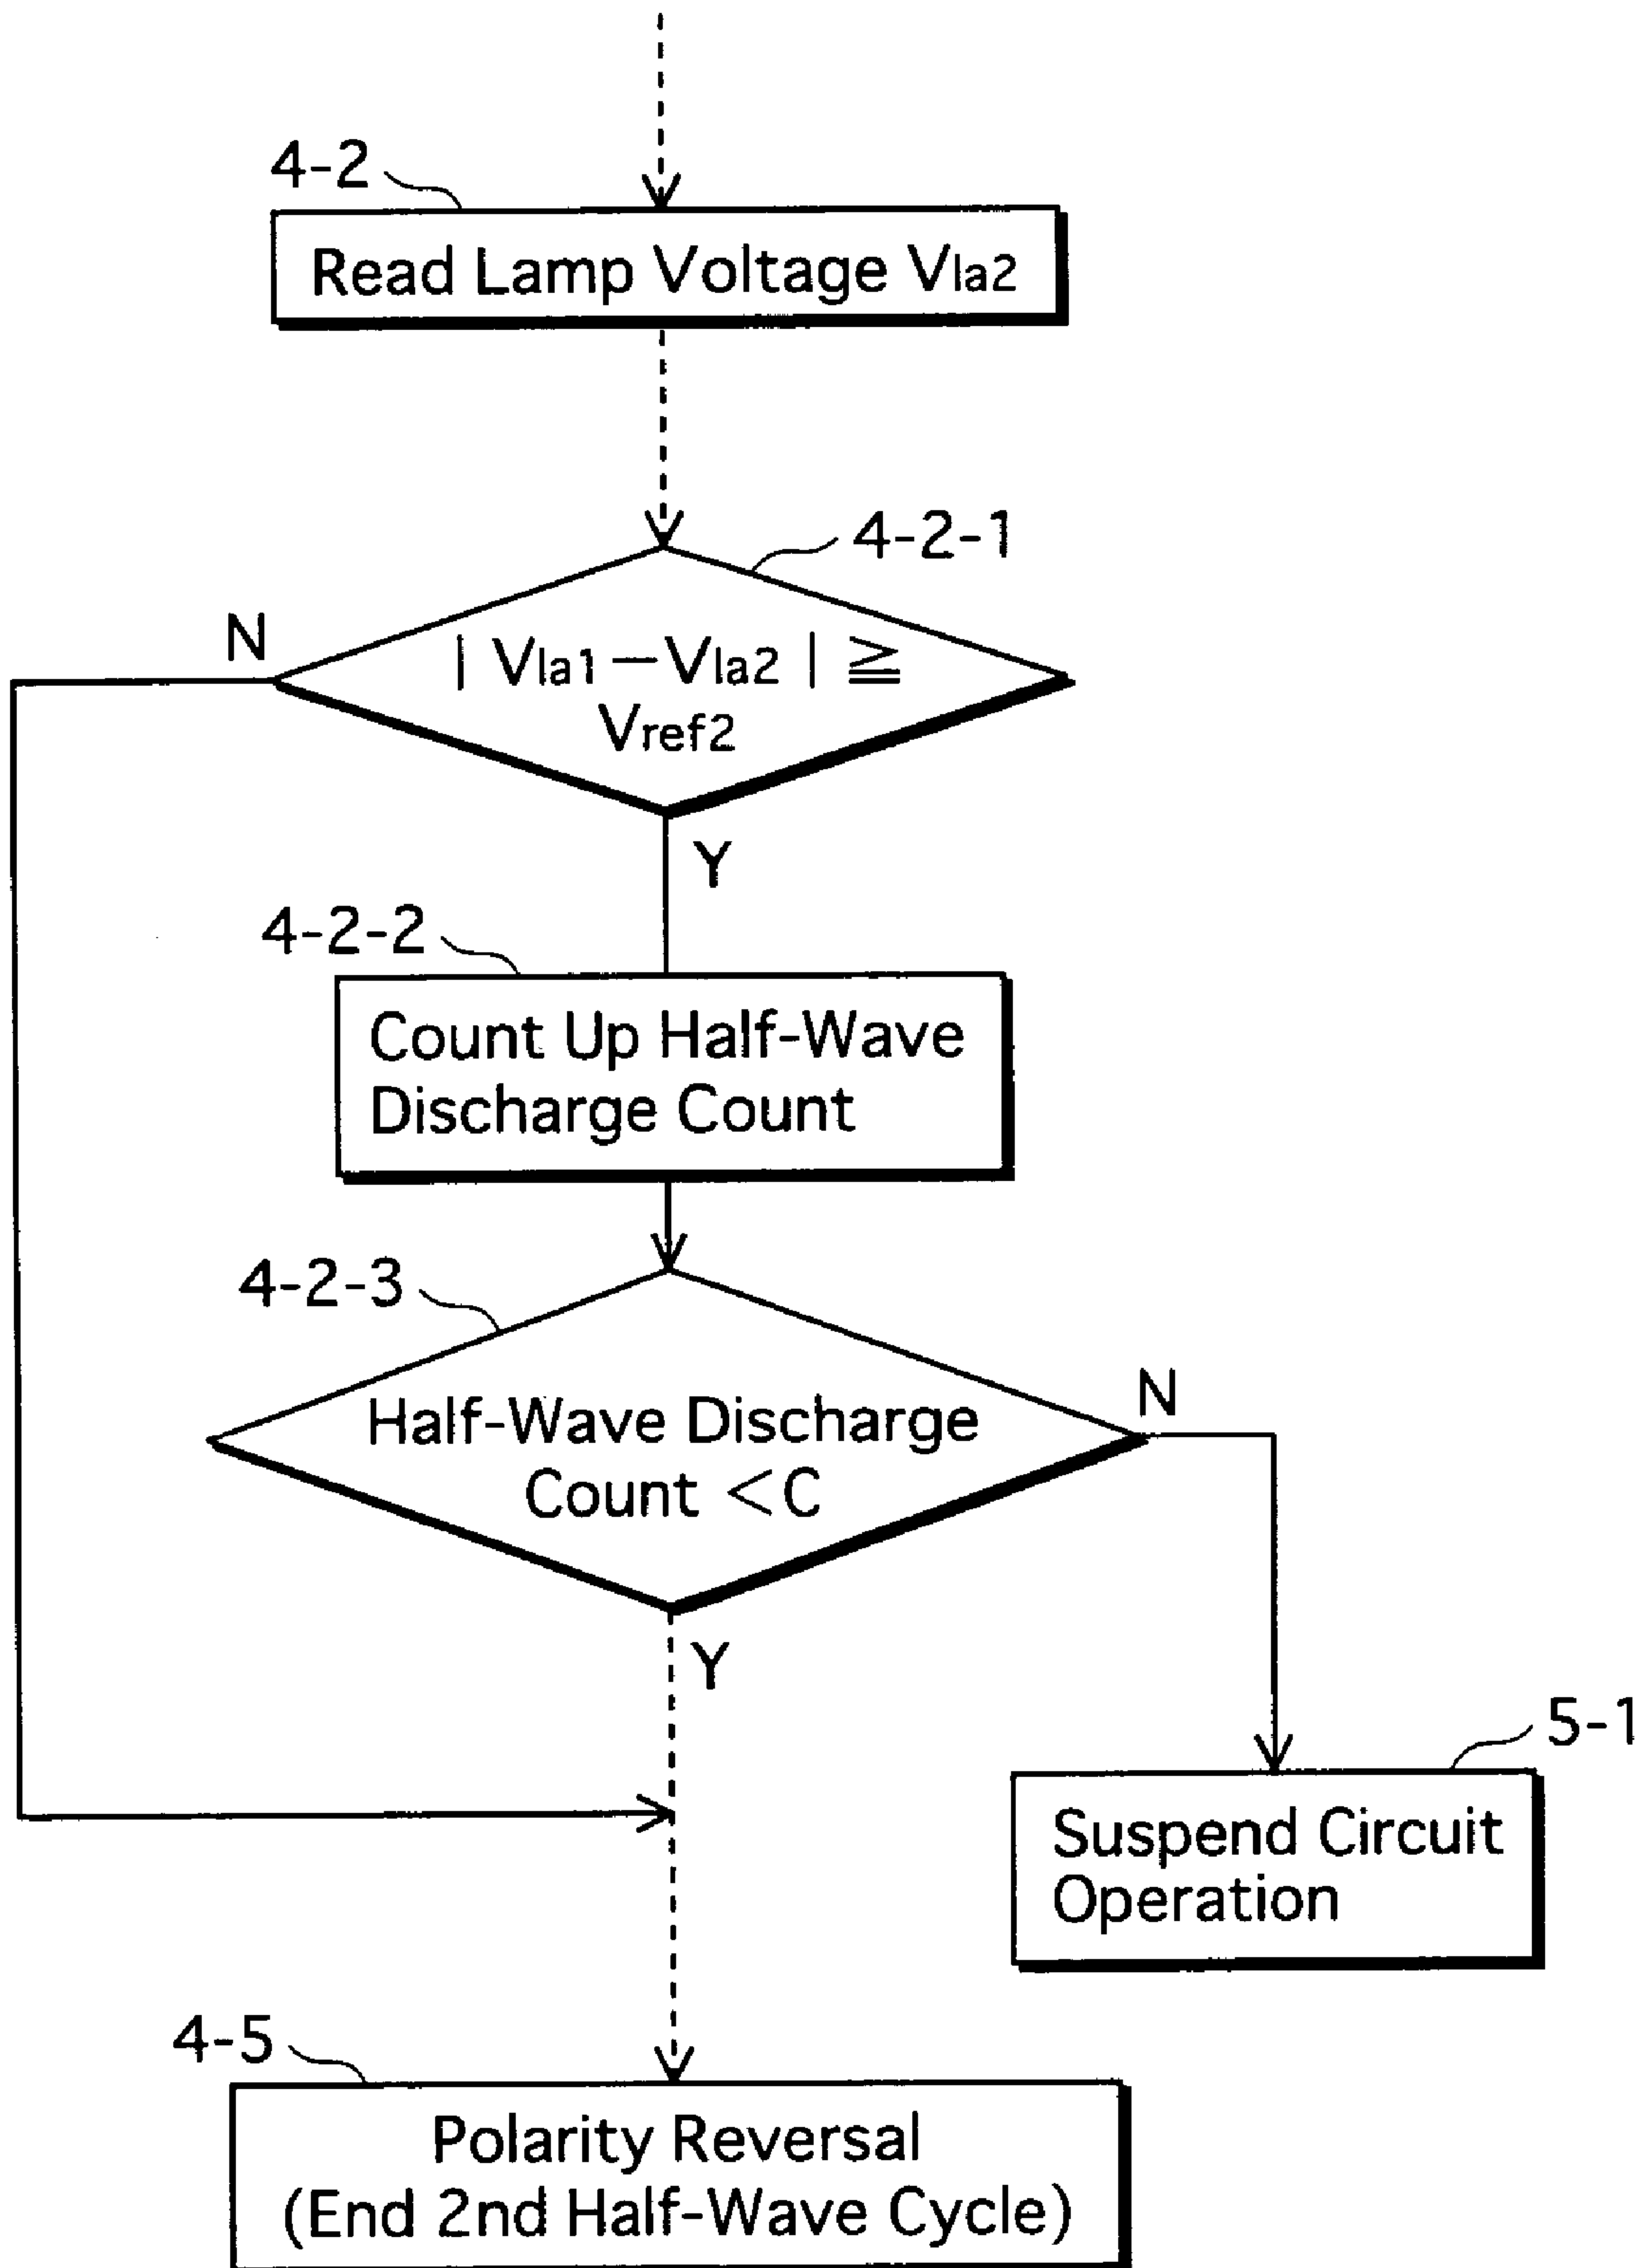 4-2
Read Lamp Voltage Vla2
4-2-1
N
| Vla1−Vla2 | ≧
Vref2
Y
4-2-2
Count Up Half-Wave
Discharge Count
4-2-3
N
Half-Wave Discharge
Count <C
Y
5-1
Suspend Circuit
Operation
4-5
Polarity Reversal
(End 2nd Half-Wave Cycle)